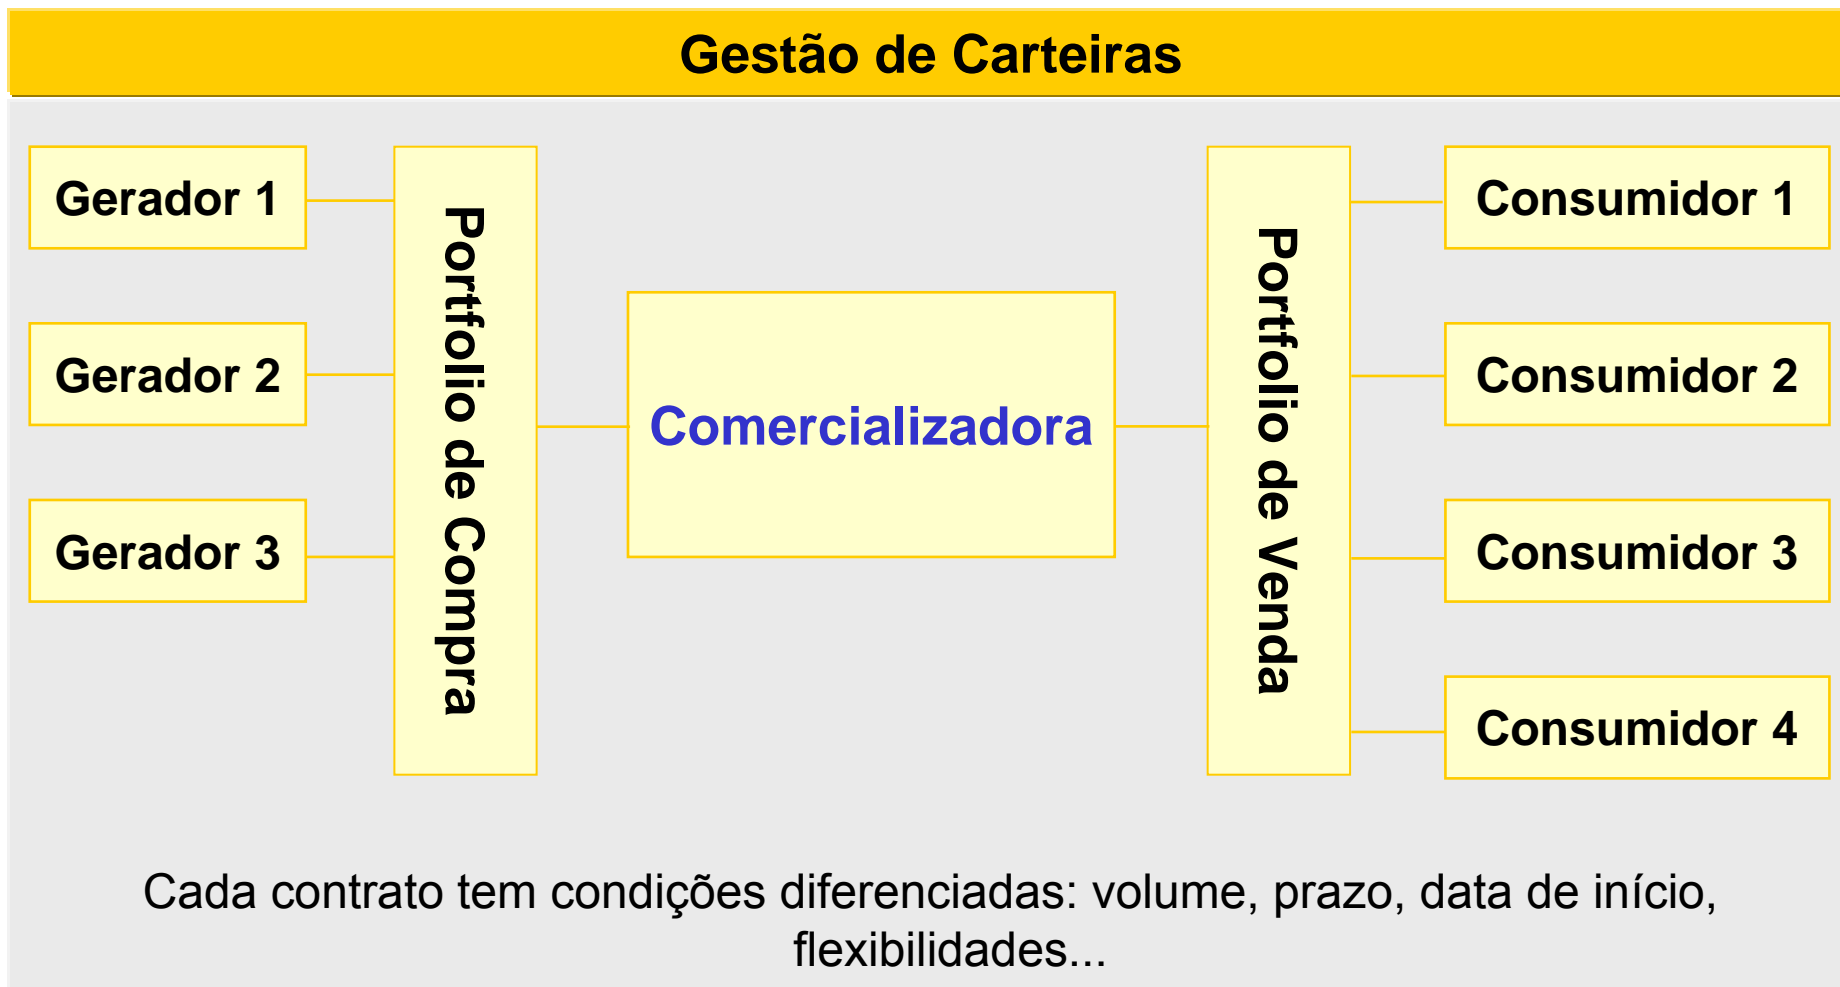 Gestão de Carteiras
Gerador 1
Gerador 2
Gerador 3
Portfolio de Compra
Comercializadora
Portfolio de Venda
Consumidor 1
Consumidor 2
Consumidor 3
Consumidor 4
Cada contrato tem condições diferenciadas: volume, prazo, data de início,
flexibilidades...